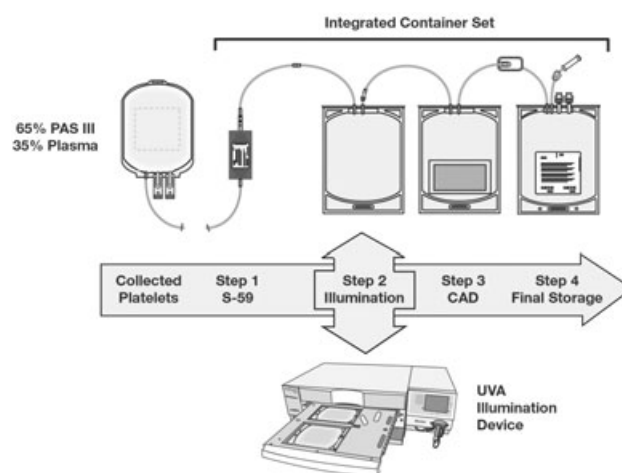 Integrated Container Set
65% PAS III
35% Plasma
Collected
Platelets
Step 1
S-59
Step 2
Illumination
Step 3
CAD
Step 4
Final Storage
UVA
Illumination
Device